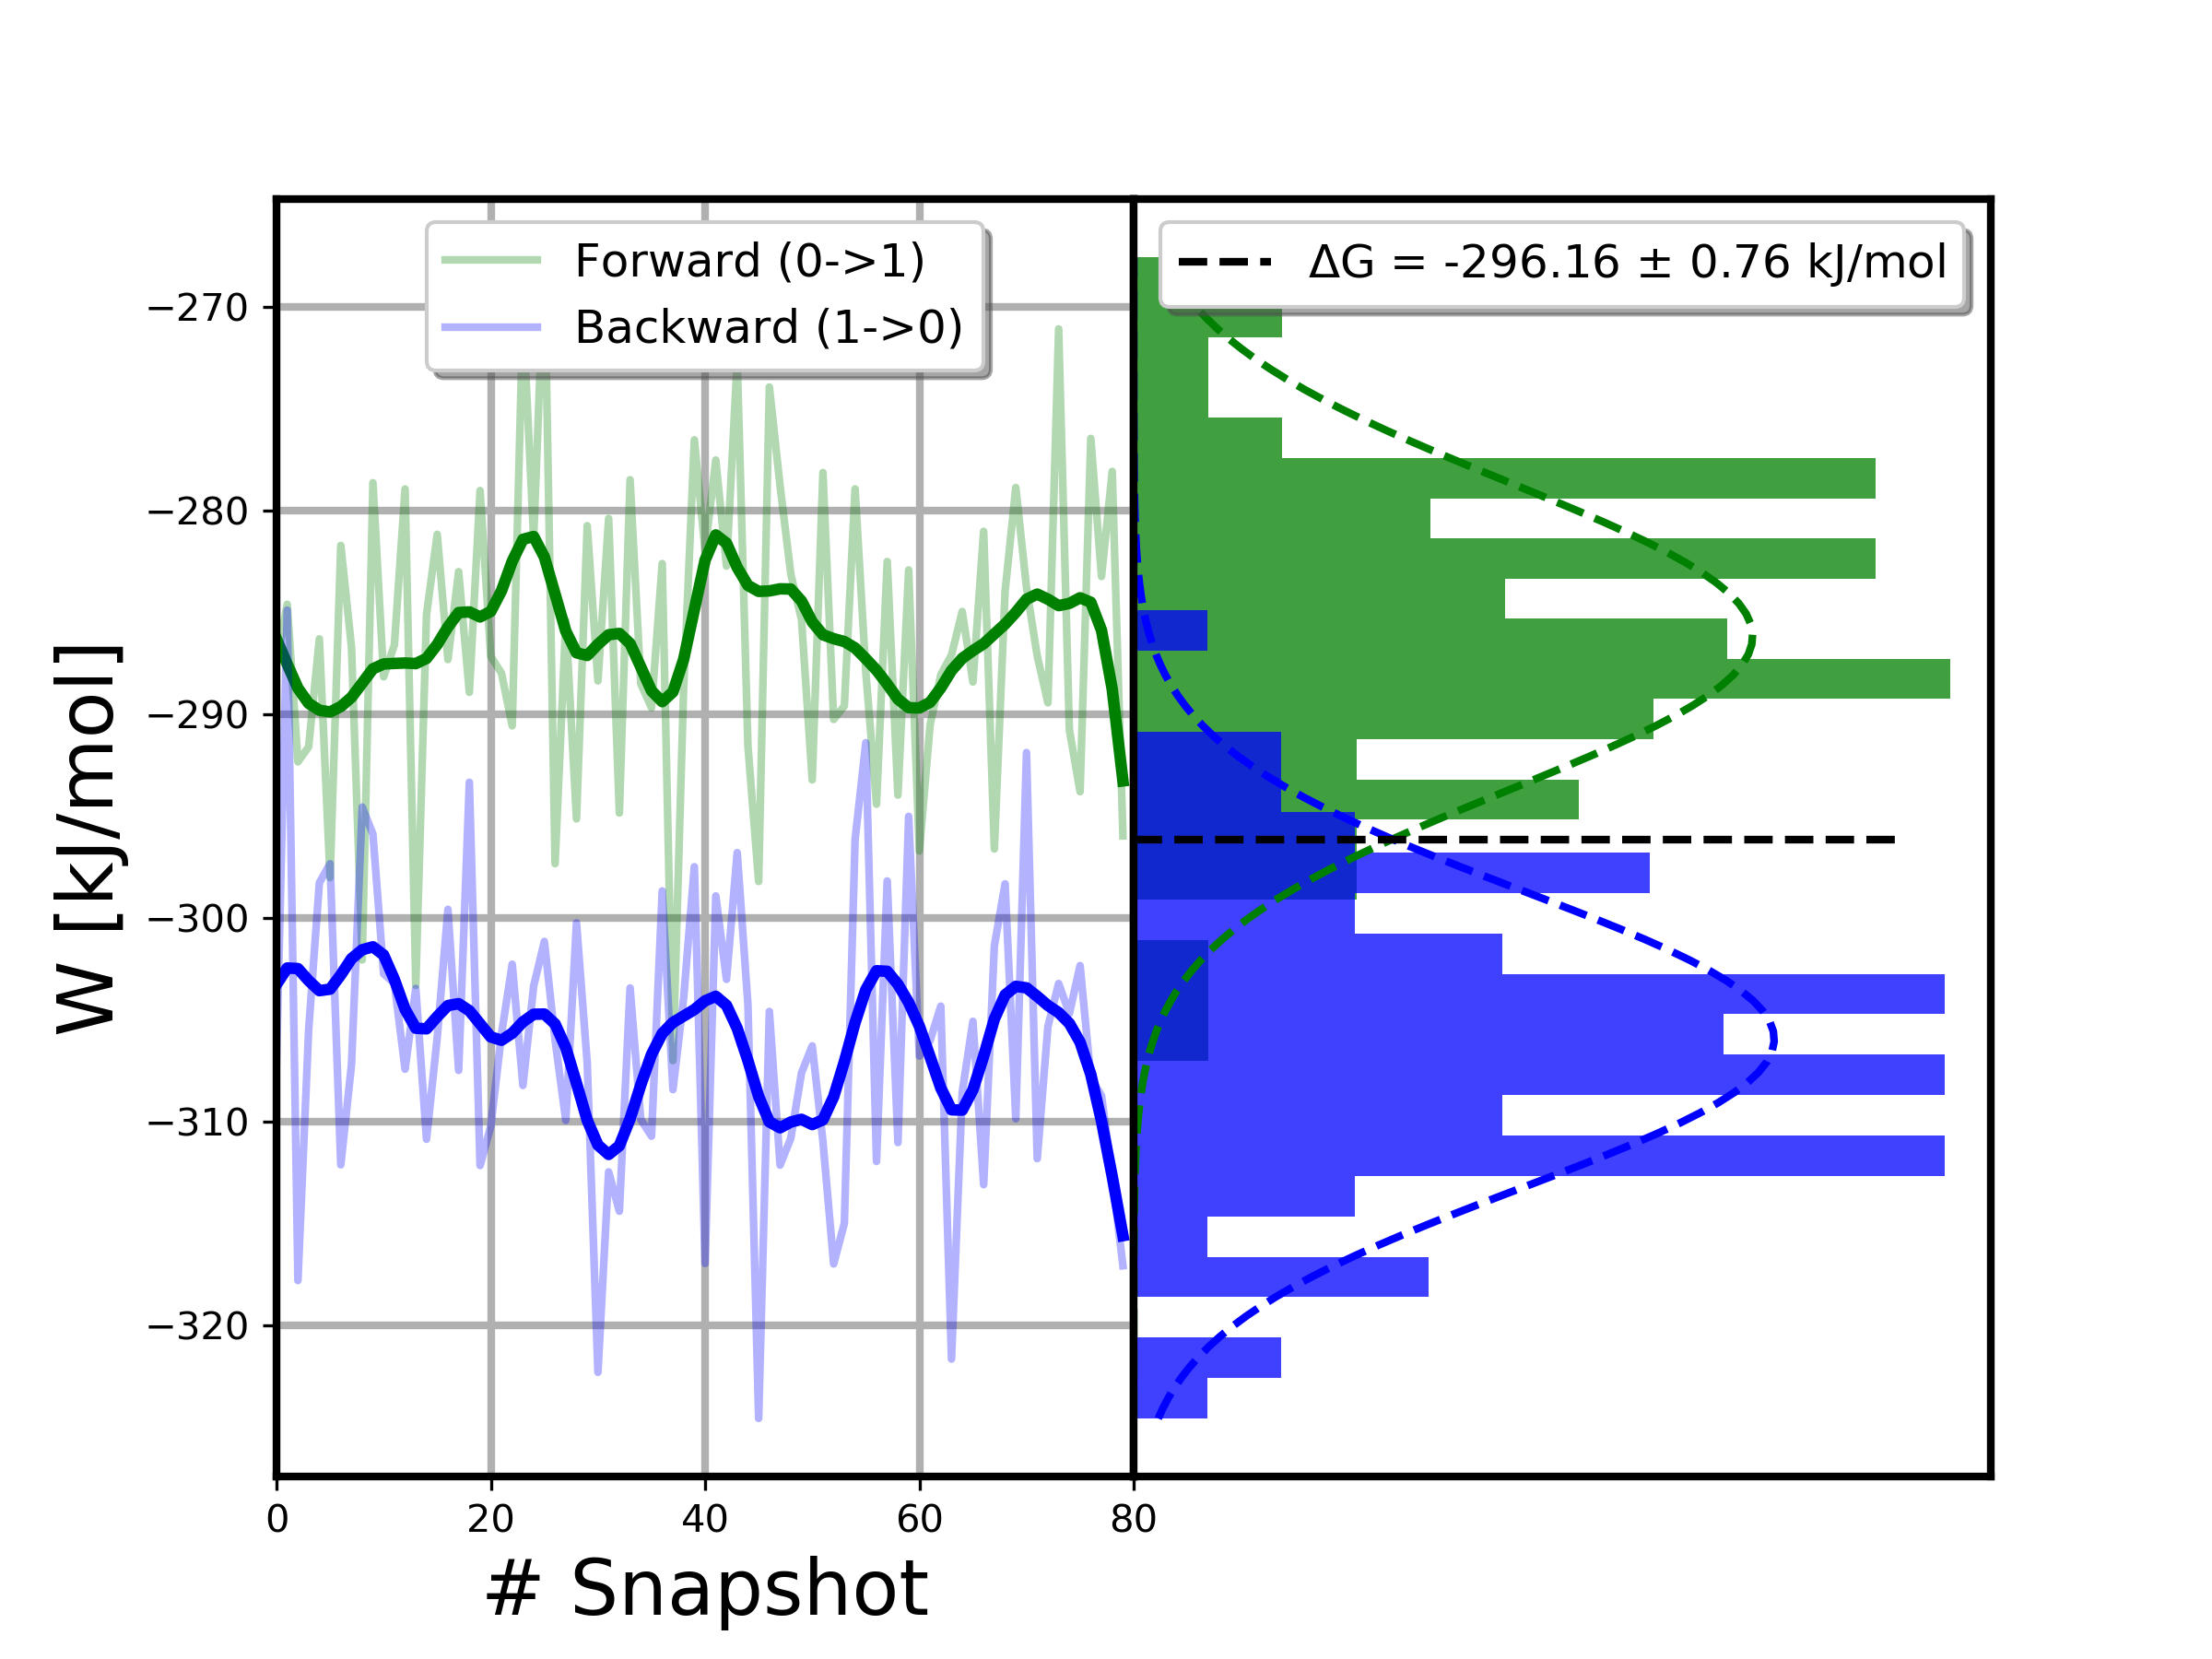 Forward (0->1)
Backward (1->0)
ΔG = -296.16 ± 0.76 kJ/mol
W [kJ/mol]
−270
−280
−290
−300
−310
−320
0 20 40 60 80
# Snapshot